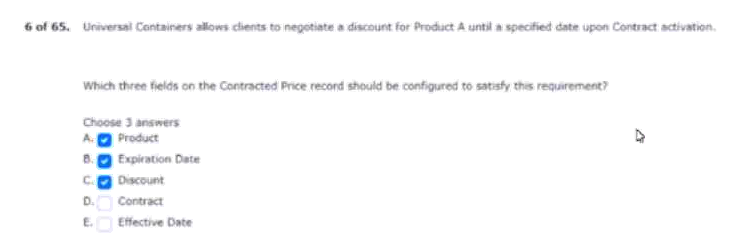 6 of 65. Universal Containers allows clients to negotiate a discount for Product A until a specified date upon Contract activation.
Which three fields on the Contracted Price record should be configured to satisfy this requirement?
Choose 3 answers
A. Product
B. Expiration Date
C. Discount
D. Contract
E. Effective Date